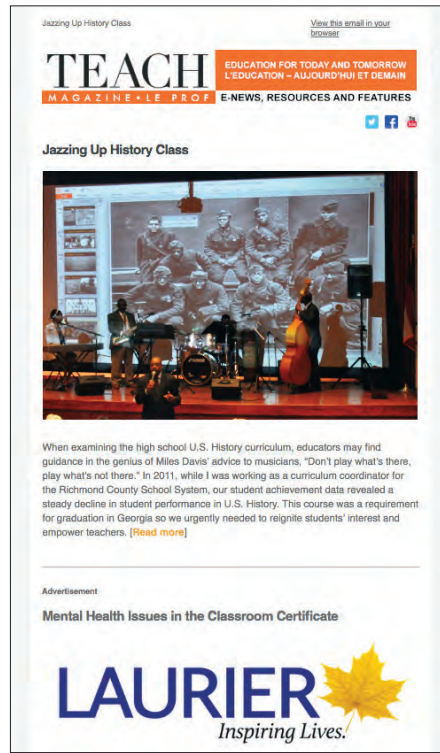 Jazzing Up History Class
View this email in your
browser
TEACH
MAGAZINE • LE PROF
EDUCATION FOR TODAY AND TOMORROW
L'EDUCATION – AUJOURD'HUI ET DEMAIN
E-NEWS, RESOURCES AND FEATURES
Jazzing Up History Class
When examining the high school U.S. History curriculum, educators may find
guidance in the genius of Miles Davis' advice to musicians, "Don't play what's there,
play what's not there." In 2011, while I was working as a curriculum coordinator for
the Richmond County School System, our student achievement data revealed a
steady decline in student performance in U.S. History. This course was a requirement
for graduation in Georgia so we urgently needed to reignite students' interest and
empower teachers. [Read more]
Advertisement
Mental Health Issues in the Classroom Certificate
LAURIER
Inspiring Lives.